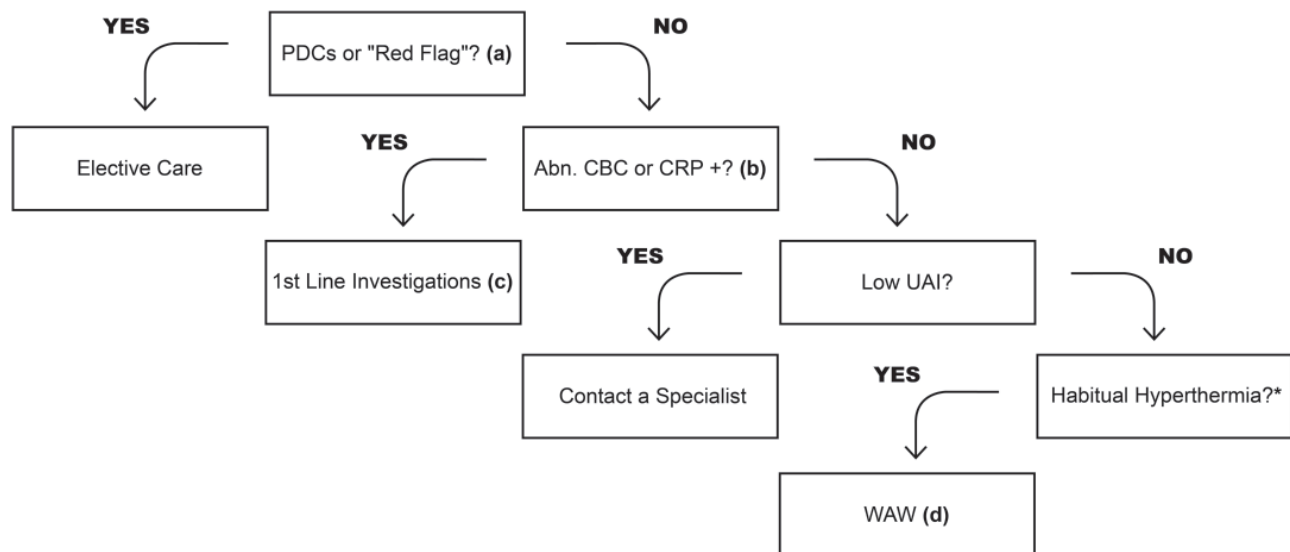 YES
NO
PDCs or "Red Flag"? (a)
Elective Care
YES
NO
Abn. CBC or CRP +? (b)
1st Line Investigations (c)
YES
NO
Low UAI?
Contact a Specialist
YES
Habitual Hyperthermia?*
WAW (d)